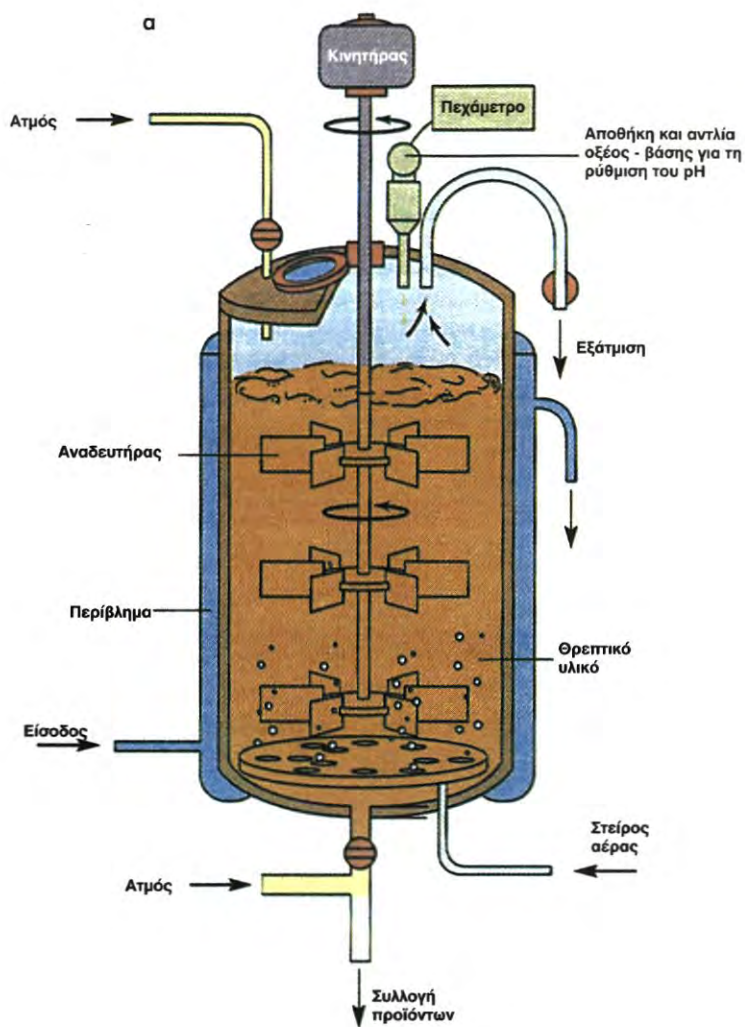 α
Κινητήρας
Πεχάμετρο
Ατμός
Αποθήκη και αντλία
οξέος - βάσης για τη
ρύθμιση του pH
Εξάτμιση
Αναδευτήρας
Περίβλημα
Θρεπτικό
υλικό
Είσοδος
Στείρος
αέρας
Ατμός
Συλλογή
προϊόντων